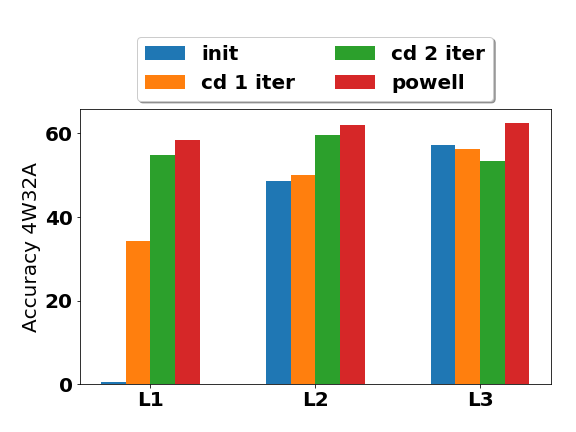 init
cd 2 iter
cd 1 iter
powell
60
40
20
0
Accuracy 4W32A
L1
L2
L3